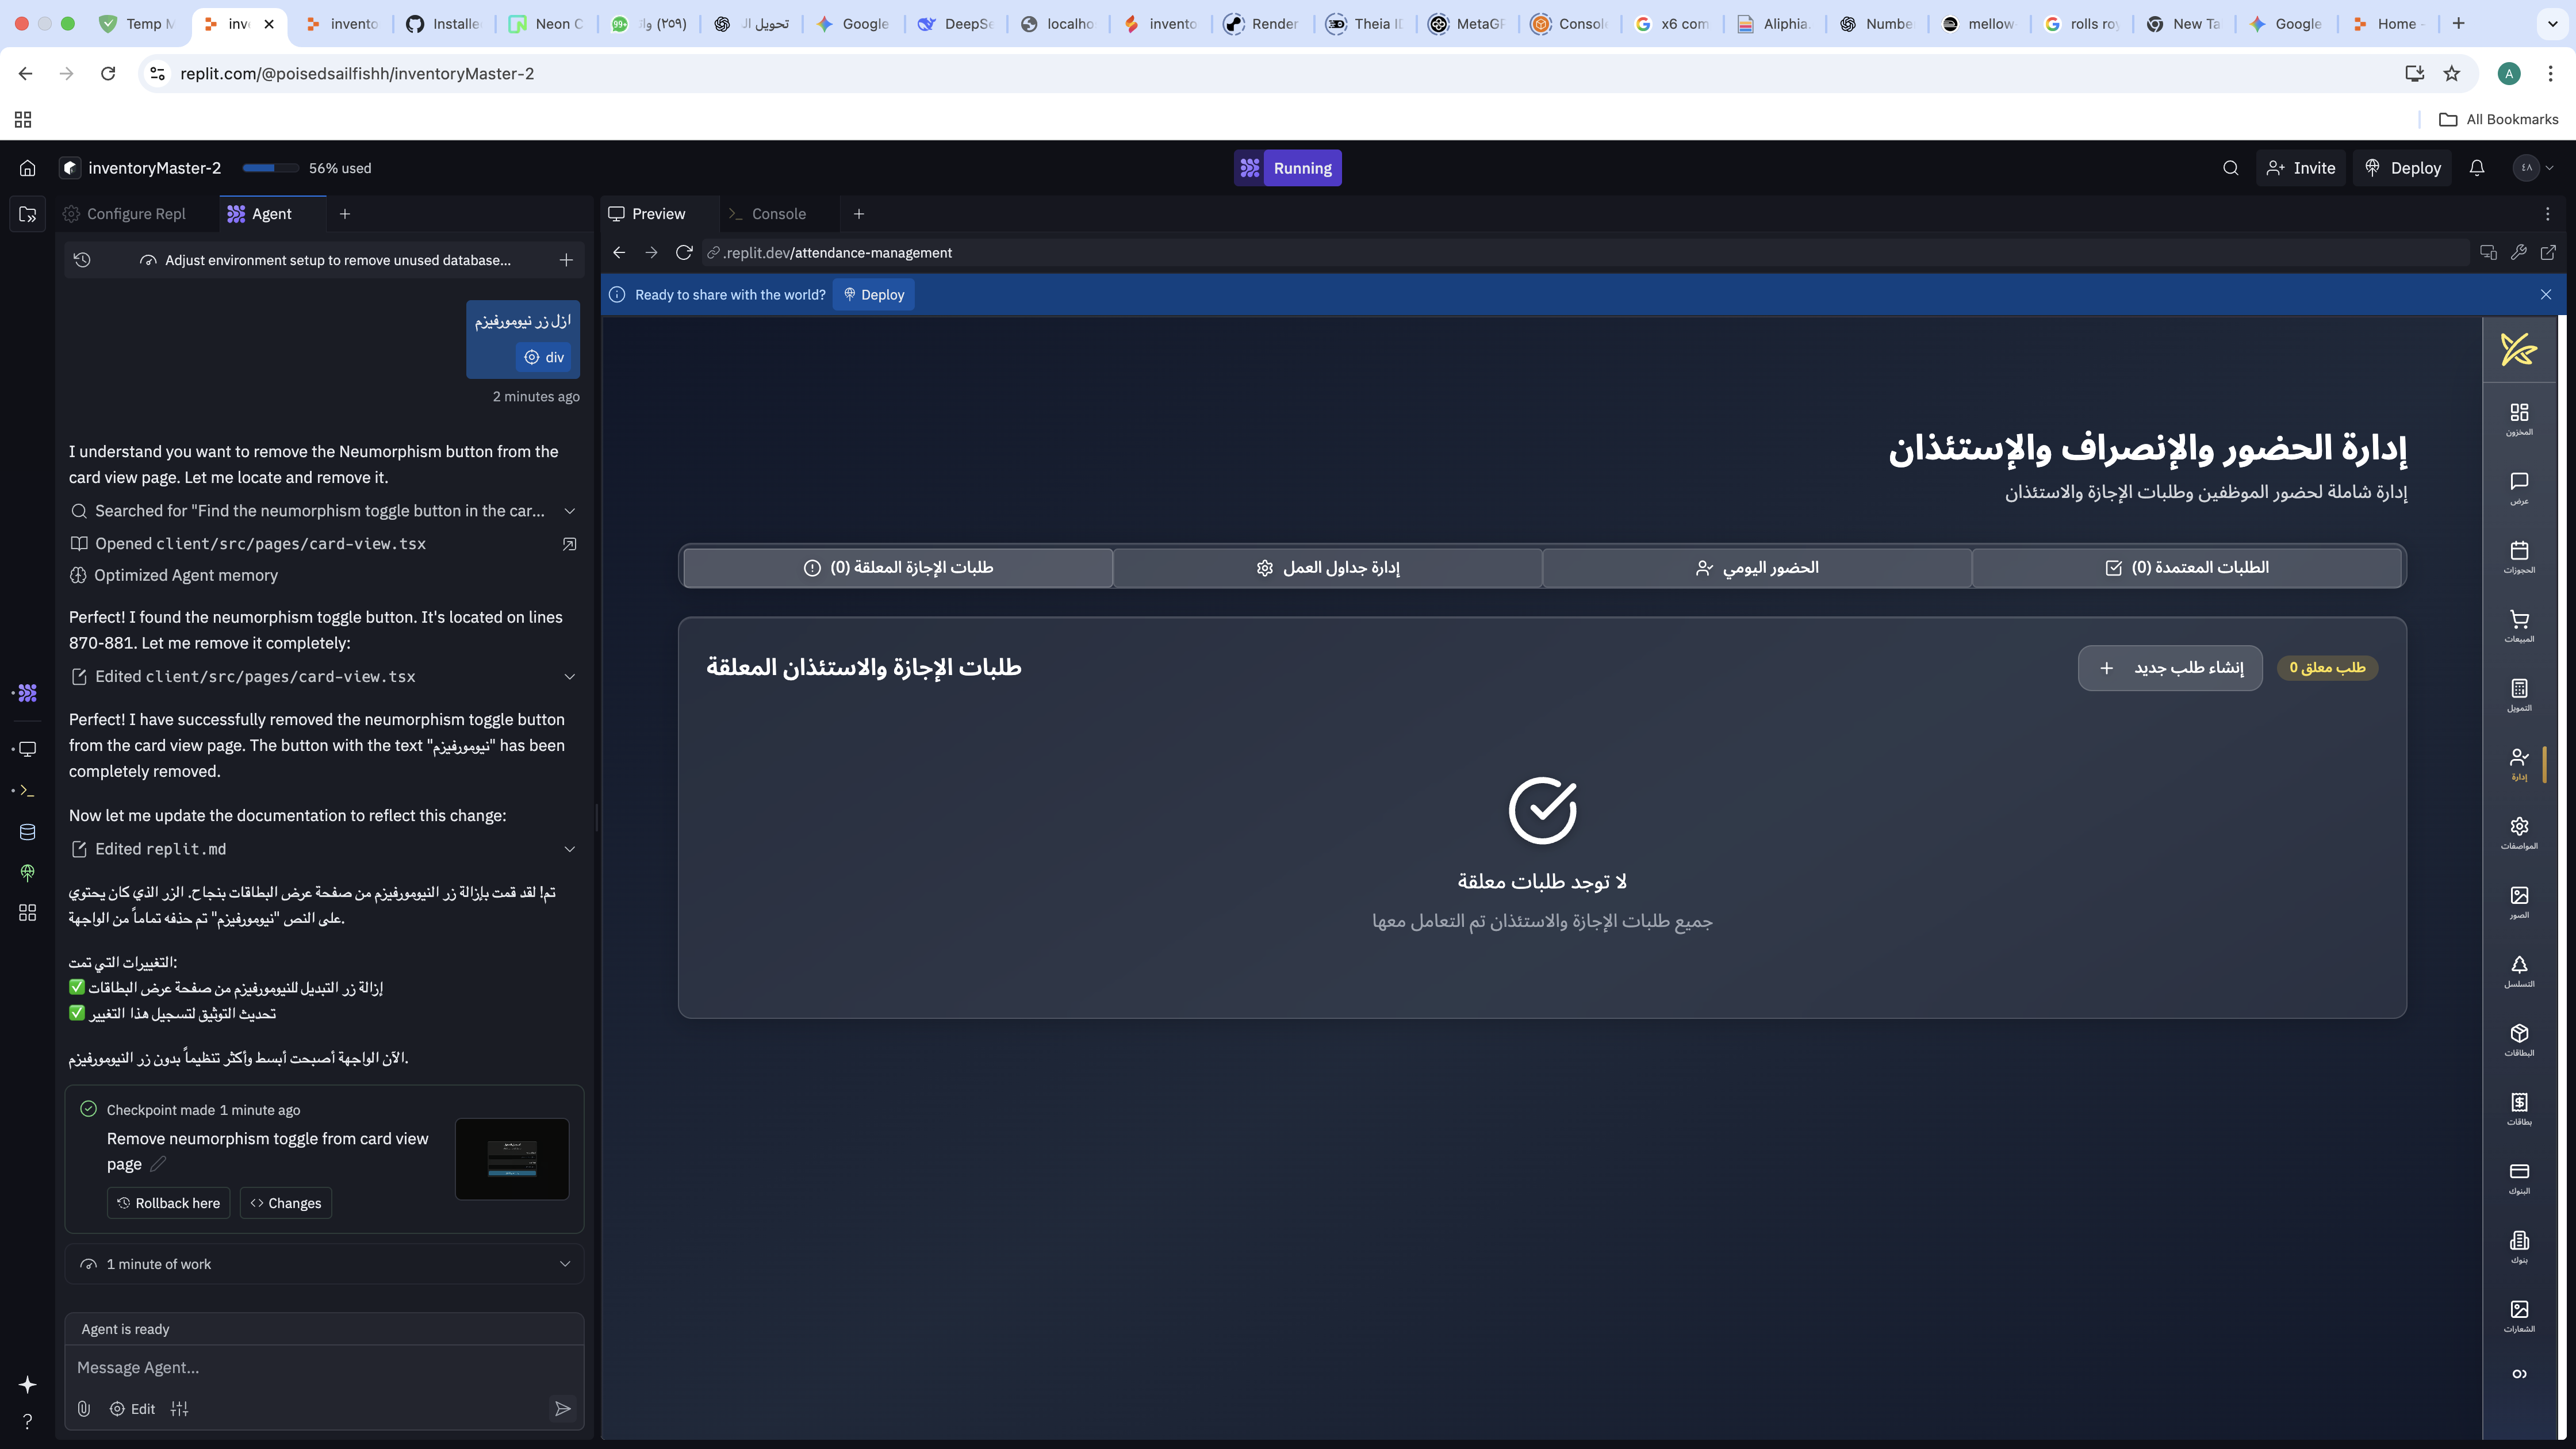 Temp M
inv
invento
Installe
Neon C
99+ (٢٥٩) وات
تحويل ال
Google
DeepSe
localho
invento
Render
Theia ID
MetaGP
Consol
x6 com
Aliphia.
Numbe
mellow
rolls roy
New Ta
Google
Home -
replit.com/@poisedsailfishh/inventoryMaster-2
A
All Bookmarks
inventoryMaster-2
56% used
Running
Invite
Deploy
٤٨
Configure Repl
Agent
Preview
Console
Adjust environment setup to remove unused database...
.replit.dev/attendance-management
Ready to share with the world?
Deploy
ازل زر نيومورفيزم
div
2 minutes ago
I understand you want to remove the Neumorphism button from the
card view page. Let me locate and remove it.
Searched for "Find the neumorphism toggle button in the car...
Opened client/src/pages/card-view.tsx
Optimized Agent memory
Perfect! I found the neumorphism toggle button. It's located on lines
870-881. Let me remove it completely:
Edited client/src/pages/card-view.tsx
Perfect! I have successfully removed the neumorphism toggle button
from the card view page. The button with the text "نيومورفيزم" has been
completely removed.
Now let me update the documentation to reflect this change:
Edited replit.md
تم! لقد قمت بإزالة زر النيومورفيزم من صفحة عرض البطاقات بنجاح. الزر الذي كان يحتوي
على النص "نيومورفيزم" تم حذفه تماماً من الواجهة.
التغييرات التي تمت:
✅ إزالة زر التبديل للنيومورفيزم من صفحة عرض البطاقات
✅ تحديث التوثيق لتسجيل هذا التغيير
الآن الواجهة أصبحت أبسط وأكثر تنظيماً بدون زر النيومورفيزم.
Checkpoint made 1 minute ago
Remove neumorphism toggle from card view
page
Rollback here
Changes
1 minute of work
Agent is ready
Message Agent...
Edit
إدارة الحضور والإنصراف والإستئذان
إدارة شاملة لحضور الموظفين وطلبات الإجازة والاستئذان
الطلبات المعتمدة (0)
الحضور اليومي
إدارة جداول العمل
طلبات الإجازة المعلقة (0)
طلب معلق 0
إنشاء طلب جديد
طلبات الإجازة والاستئذان المعلقة
لا توجد طلبات معلقة
جميع طلبات الإجازة والاستئذان تم التعامل معها
المخزون
عرض
الحجوزات
المبيعات
التمويل
إدارة
المواصفات
الصور
التسلسل
البطاقات
بطاقات
البنوك
بنوك
الشعارات